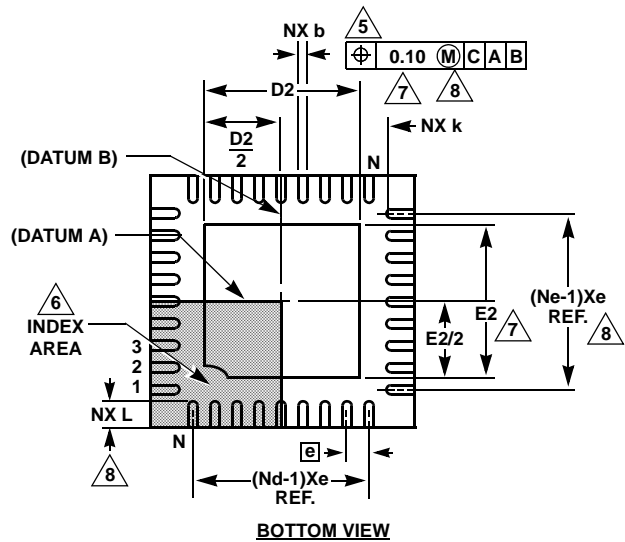 NX b
5
⌖ 0.10 Ⓜ C A B
7
8
D2
D2
2
NX k
(DATUM B)
N
(DATUM A)
6
INDEX
AREA
3
2
1
E2/2
E2
7
(Ne-1)Xe
REF.
8
NX L
8
N
e
(Nd-1)Xe
REF.
BOTTOM VIEW